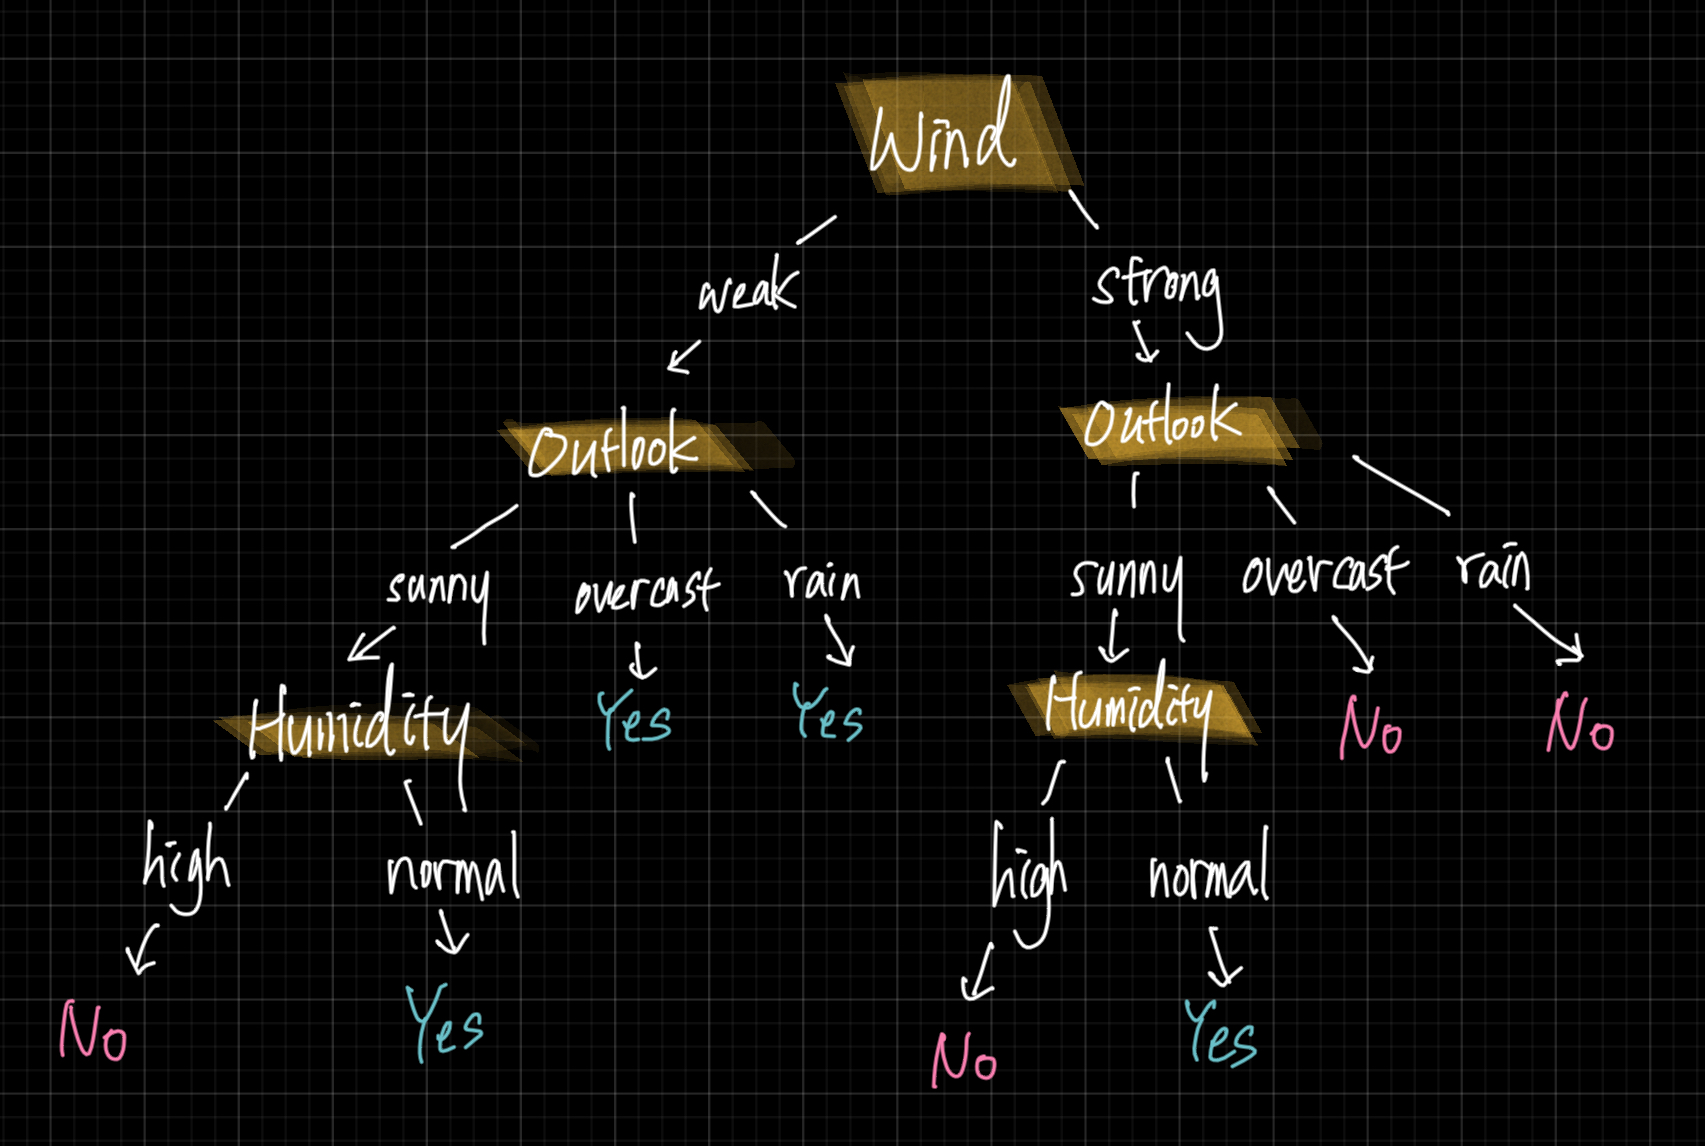 Wind
weak strong
Outlook Outlook
sunny overcast rain sunny overcast rain
Humidity Yes Yes Humidity No No
high normal high normal
No Yes No Yes